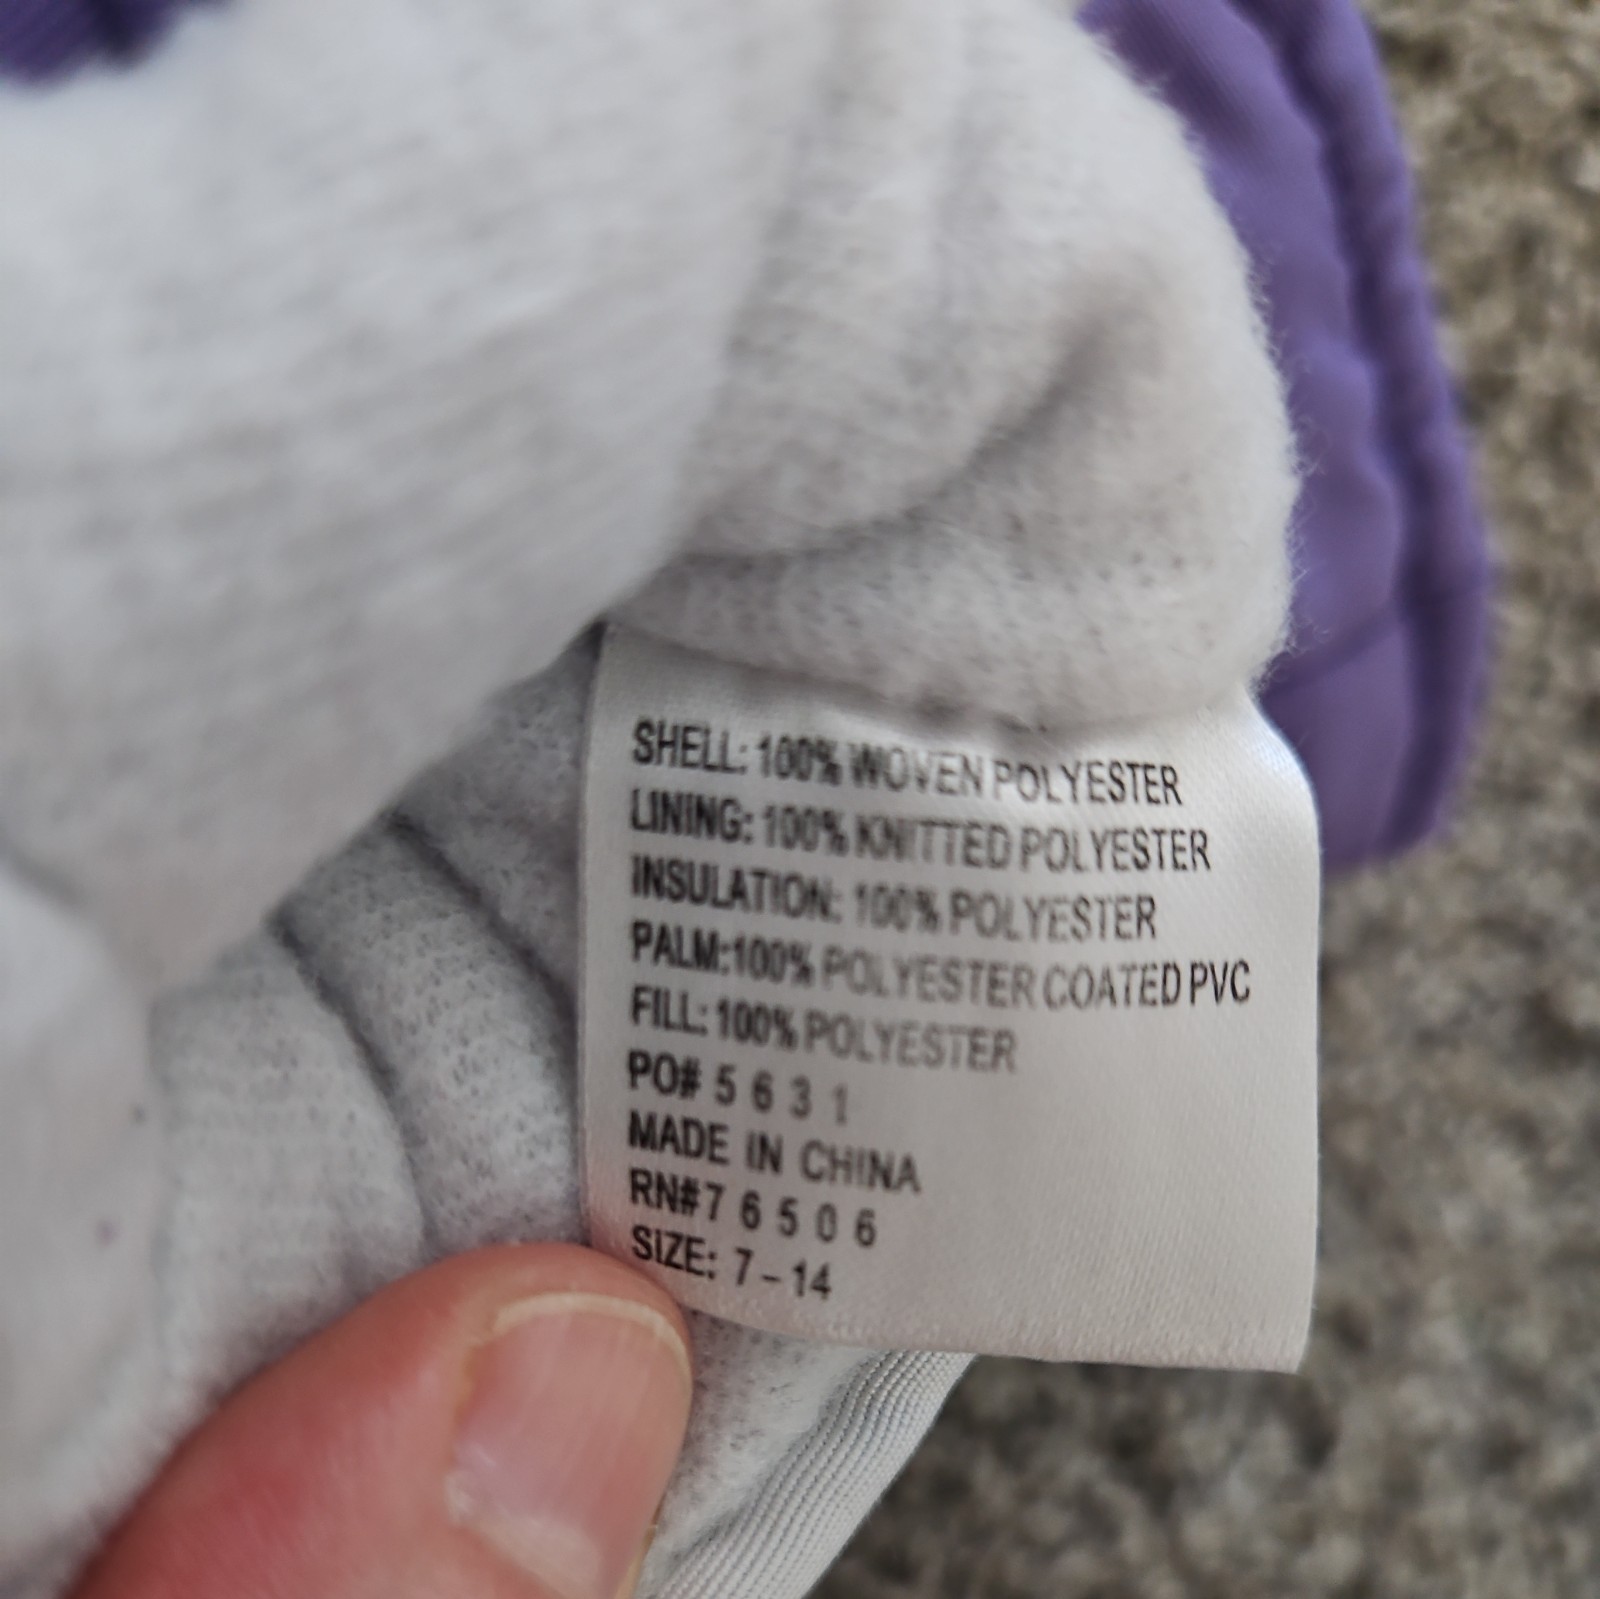 SHELL: 100% WOVEN POLYESTER
LINING: 100% KNITTED POLYESTER
INSULATION: 100% POLYESTER
PALM:100% POLYESTER COATED PVC
FILL: 100% POLYESTER
PO# 5 6 3 1
MADE IN CHINA
RN#7 6 5 0 6
SIZE: 7-14